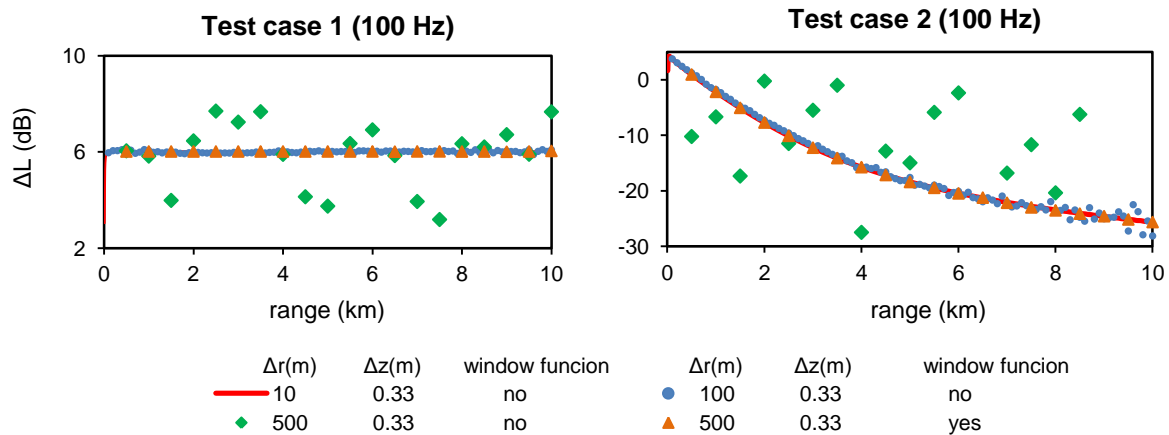 Test case 1 (100 Hz)
10
6
2
ΔL (dB)
0 2 4 6 8 10
range (km)
Test case 2 (100 Hz)
0
-10
-20
-30
0 2 4 6 8 10
range (km)
Δr(m) Δz(m) window funcion
10 0.33 no
500 0.33 no
Δr(m) Δz(m) window funcion
100 0.33 no
500 0.33 yes